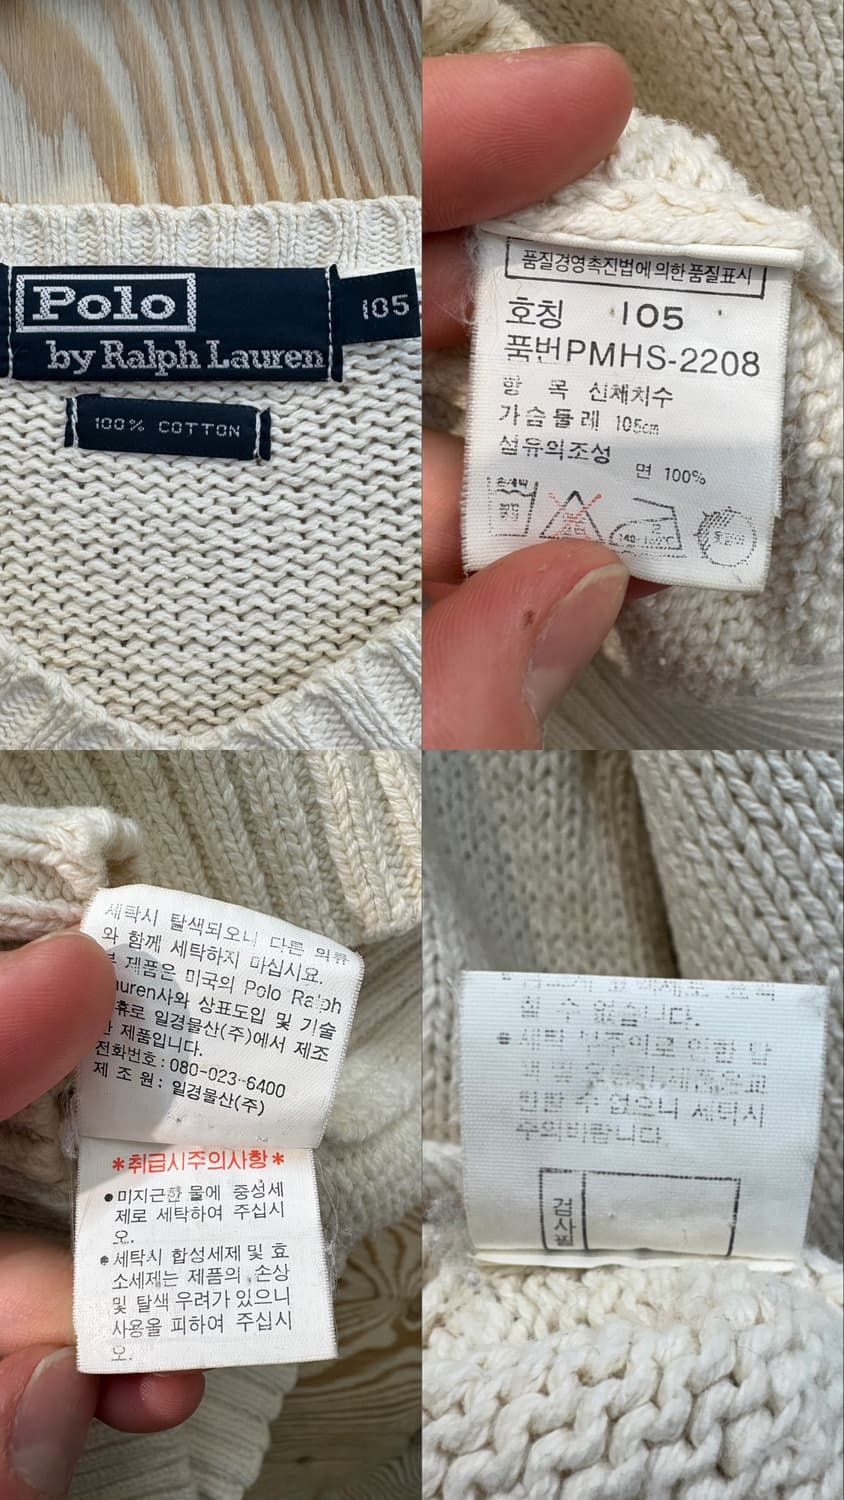 Polo
by Ralph Lauren
105
100% COTTON
품질경영촉진법에의한품질표시
호칭 105
품번PMHS-2208
항 목 신체치수
가슴둘레 105cm
섬유의조성 면 100%
세탁시 탈색되오니 다른 의류
와 함께 세탁하지 마십시요.
제품은 미국의 Polo Ralph
auren사와 상표도입 및 기술
휴로 일경물산(주)에서 제조
제품입니다.
전화번호:080-023-6400
제 조 원: 일경물산(주)
*취급시주의사항*
●미지근한 물에 중성세
제로 세탁하여 주십시
오.
●세탁시 합성세제 및 효
소세제는 제품의 손상
및 탈색 우려가 있으니
사용을 피하여 주십시
오.
실 수 없습니다.
●세탁 부주의로 인한 탈
색 및
수 없으니 세탁시
주의바랍니다.
검사필